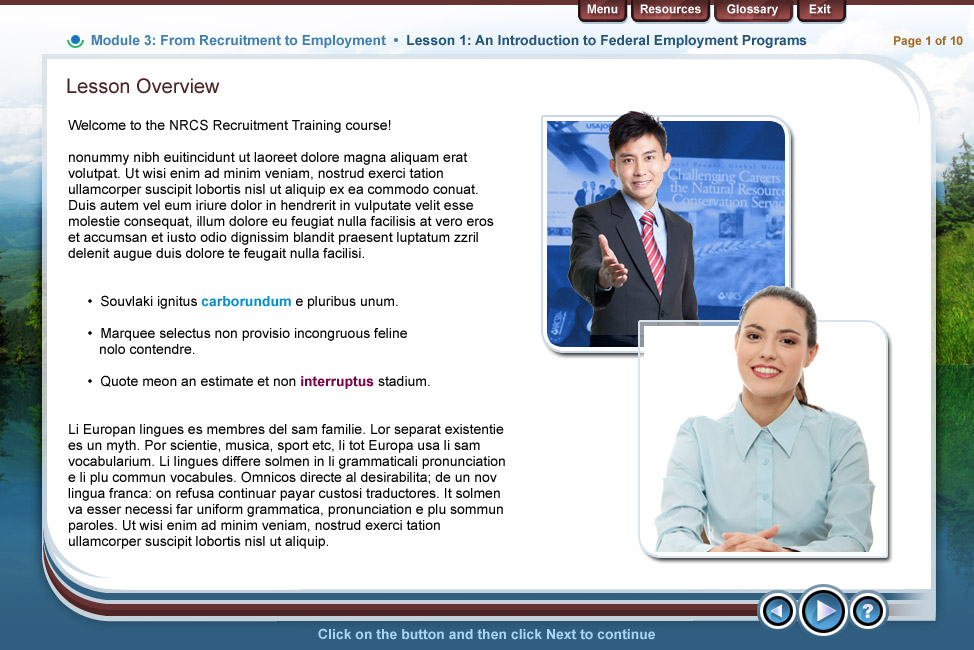 Menu
Resources
Glossary
Exit
Module 3: From Recruitment to Employment • Lesson 1: An Introduction to Federal Employment Programs
Page 1 of 10
Lesson Overview
Welcome to the NRCS Recruitment Training course!
nonummy nibh euitincidunt ut laoreet dolore magna aliquam erat
volutpat. Ut wisi enim ad minim veniam, nostrud exerci tation
ullamcorper suscipit lobortis nisl ut aliquip ex ea commodo conuat.
Duis autem vel eum iriure dolor in hendrerit in vulputate velit esse
molestie consequat, illum dolore eu feugiat nulla facilisis at vero eros
et accumsan et iusto odio dignissim blandit praesent luptatum zzril
delenit augue duis dolore te feugait nulla facilisi.
• Souvlaki ignitus carborundum e pluribus unum.
• Marquee selectus non provisio incongruous feline
nolo contendre.
• Quote meon an estimate et non interruptus stadium.
Li Europan lingues es membres del sam familie. Lor separat existentie
es un myth. Por scientie, musica, sport etc, li tot Europa usa li sam
vocabularium. Li lingues differe solmen in li grammaticali pronunciation
e li plu commun vocabules. Omnicos directe al desirabilita; de un nov
lingua franca: on refusa continuar payar custosi traductores. It solmen
va esser necessi far uniform grammatica, pronunciation e plu sommun
paroles. Ut wisi enim ad minim veniam, nostrud exerci tation
ullamcorper suscipit lobortis nisl ut aliquip.
People, Global
Challenging Careers
the Natural Resource
Conservation Servic
NRCS
?
Click on the button and then click Next to continue